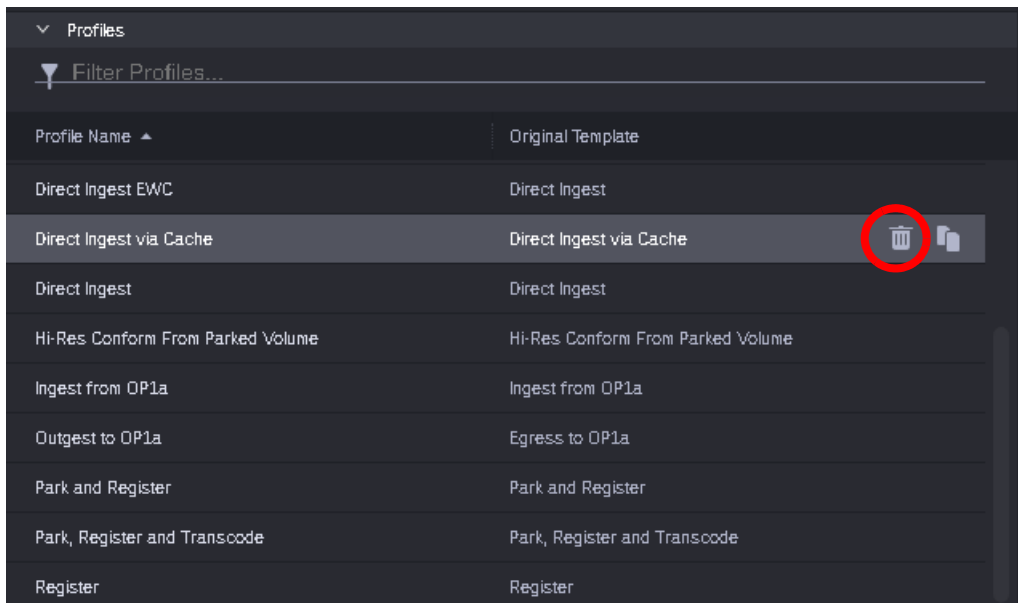 Profiles
Filter Profiles...
Profile Name Original Template
Direct Ingest EWC Direct Ingest
Direct Ingest via Cache Direct Ingest via Cache
Direct Ingest Direct Ingest
Hi-Res Conform From Parked Volume Hi-Res Conform From Parked Volume
Ingest from OP1a Ingest from OP1a
Outgest to OP1a Egress to OP1a
Park and Register Park and Register
Park, Register and Transcode Park, Register and Transcode
Register Register